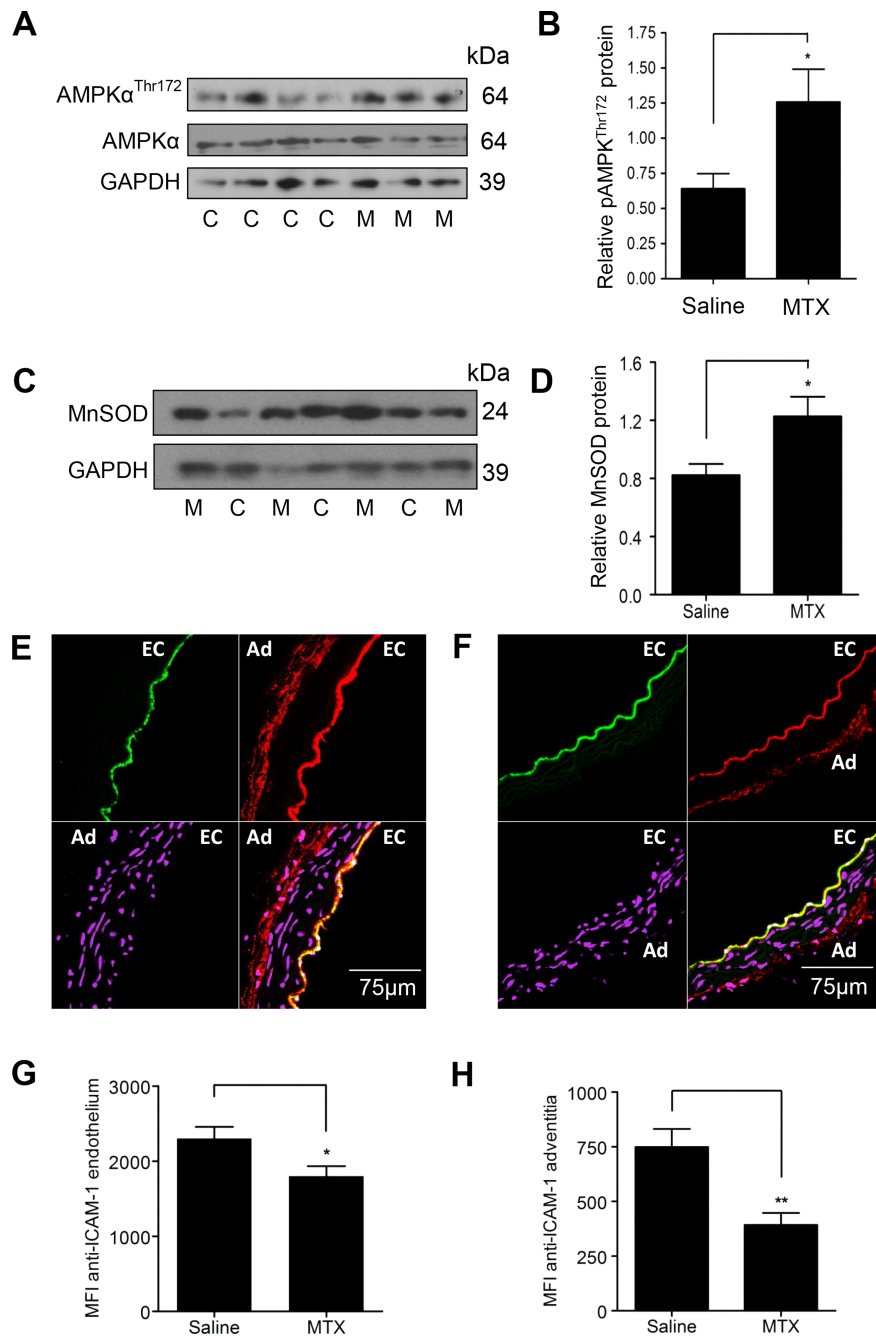 A
kDa
AMPKαThr172
64
AMPKα
64
GAPDH
39
C C C C M M M
B
Relative pAMPKThr172 protein
1.75
1.50
1.25
1.00
0.75
0.50
0.25
0.00
*
Saline MTX
C
kDa
MnSOD
24
GAPDH
39
M C M C M C M
D
Relative MnSOD protein
1.6
1.2
0.8
0.4
0.0
*
Saline MTX
E
EC
Ad EC
Ad EC
Ad EC
75μm
F
EC
EC
Ad
EC
Ad
EC
Ad
75μm
G
MFI anti-ICAM-1 endothelium
3000
2000
1000
0
*
Saline MTX
H
MFI anti-ICAM-1 adventitia
1000
750
500
250
0
**
Saline MTX